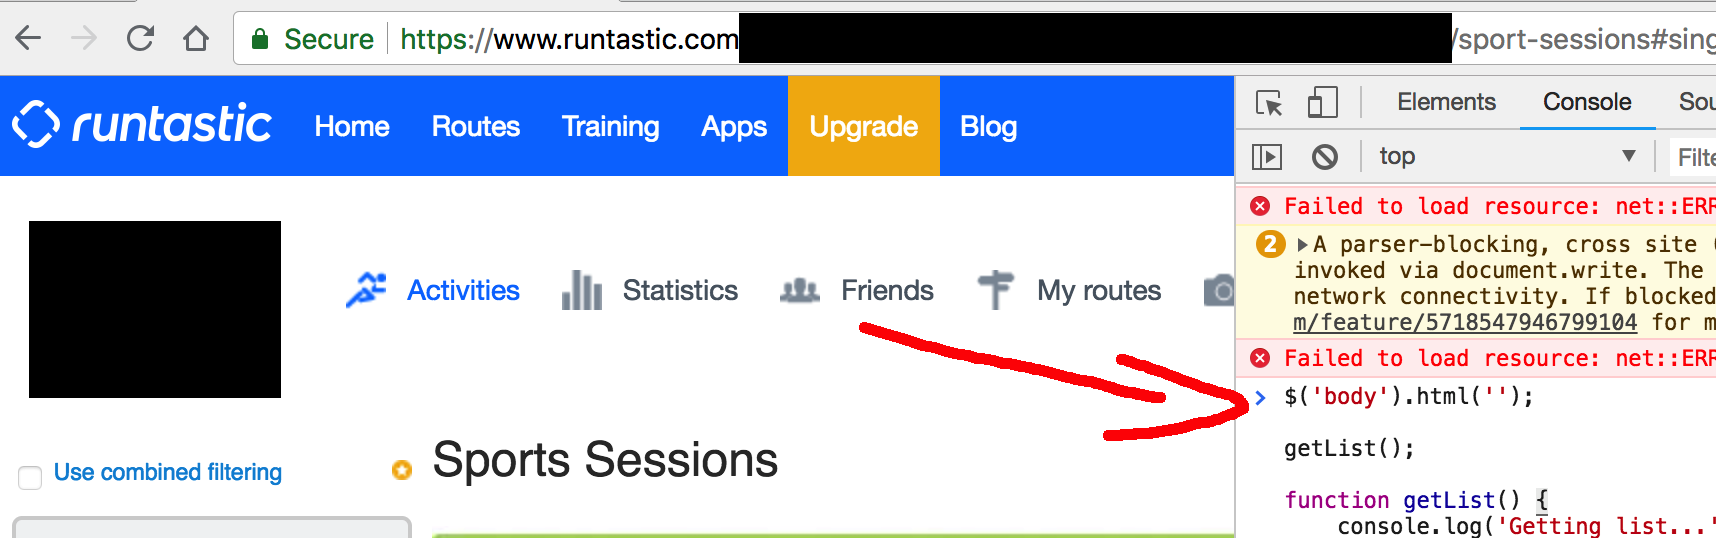 Secure https://www.runtastic.com /sport-sessions#sing
runtastic Home Routes Training Apps Upgrade Blog
Elements Console Sou
top Filte
Failed to load resource: net::ERR
2 A parser-blocking, cross site (
invoked via document.write. The
network connectivity. If blocked
m/feature/5718547946799104 for m
Failed to load resource: net::ERR
Activities Statistics Friends My routes
$('body').html('');
getList();
function getList() {
console.log('Getting list...'
Sports Sessions
Use combined filtering